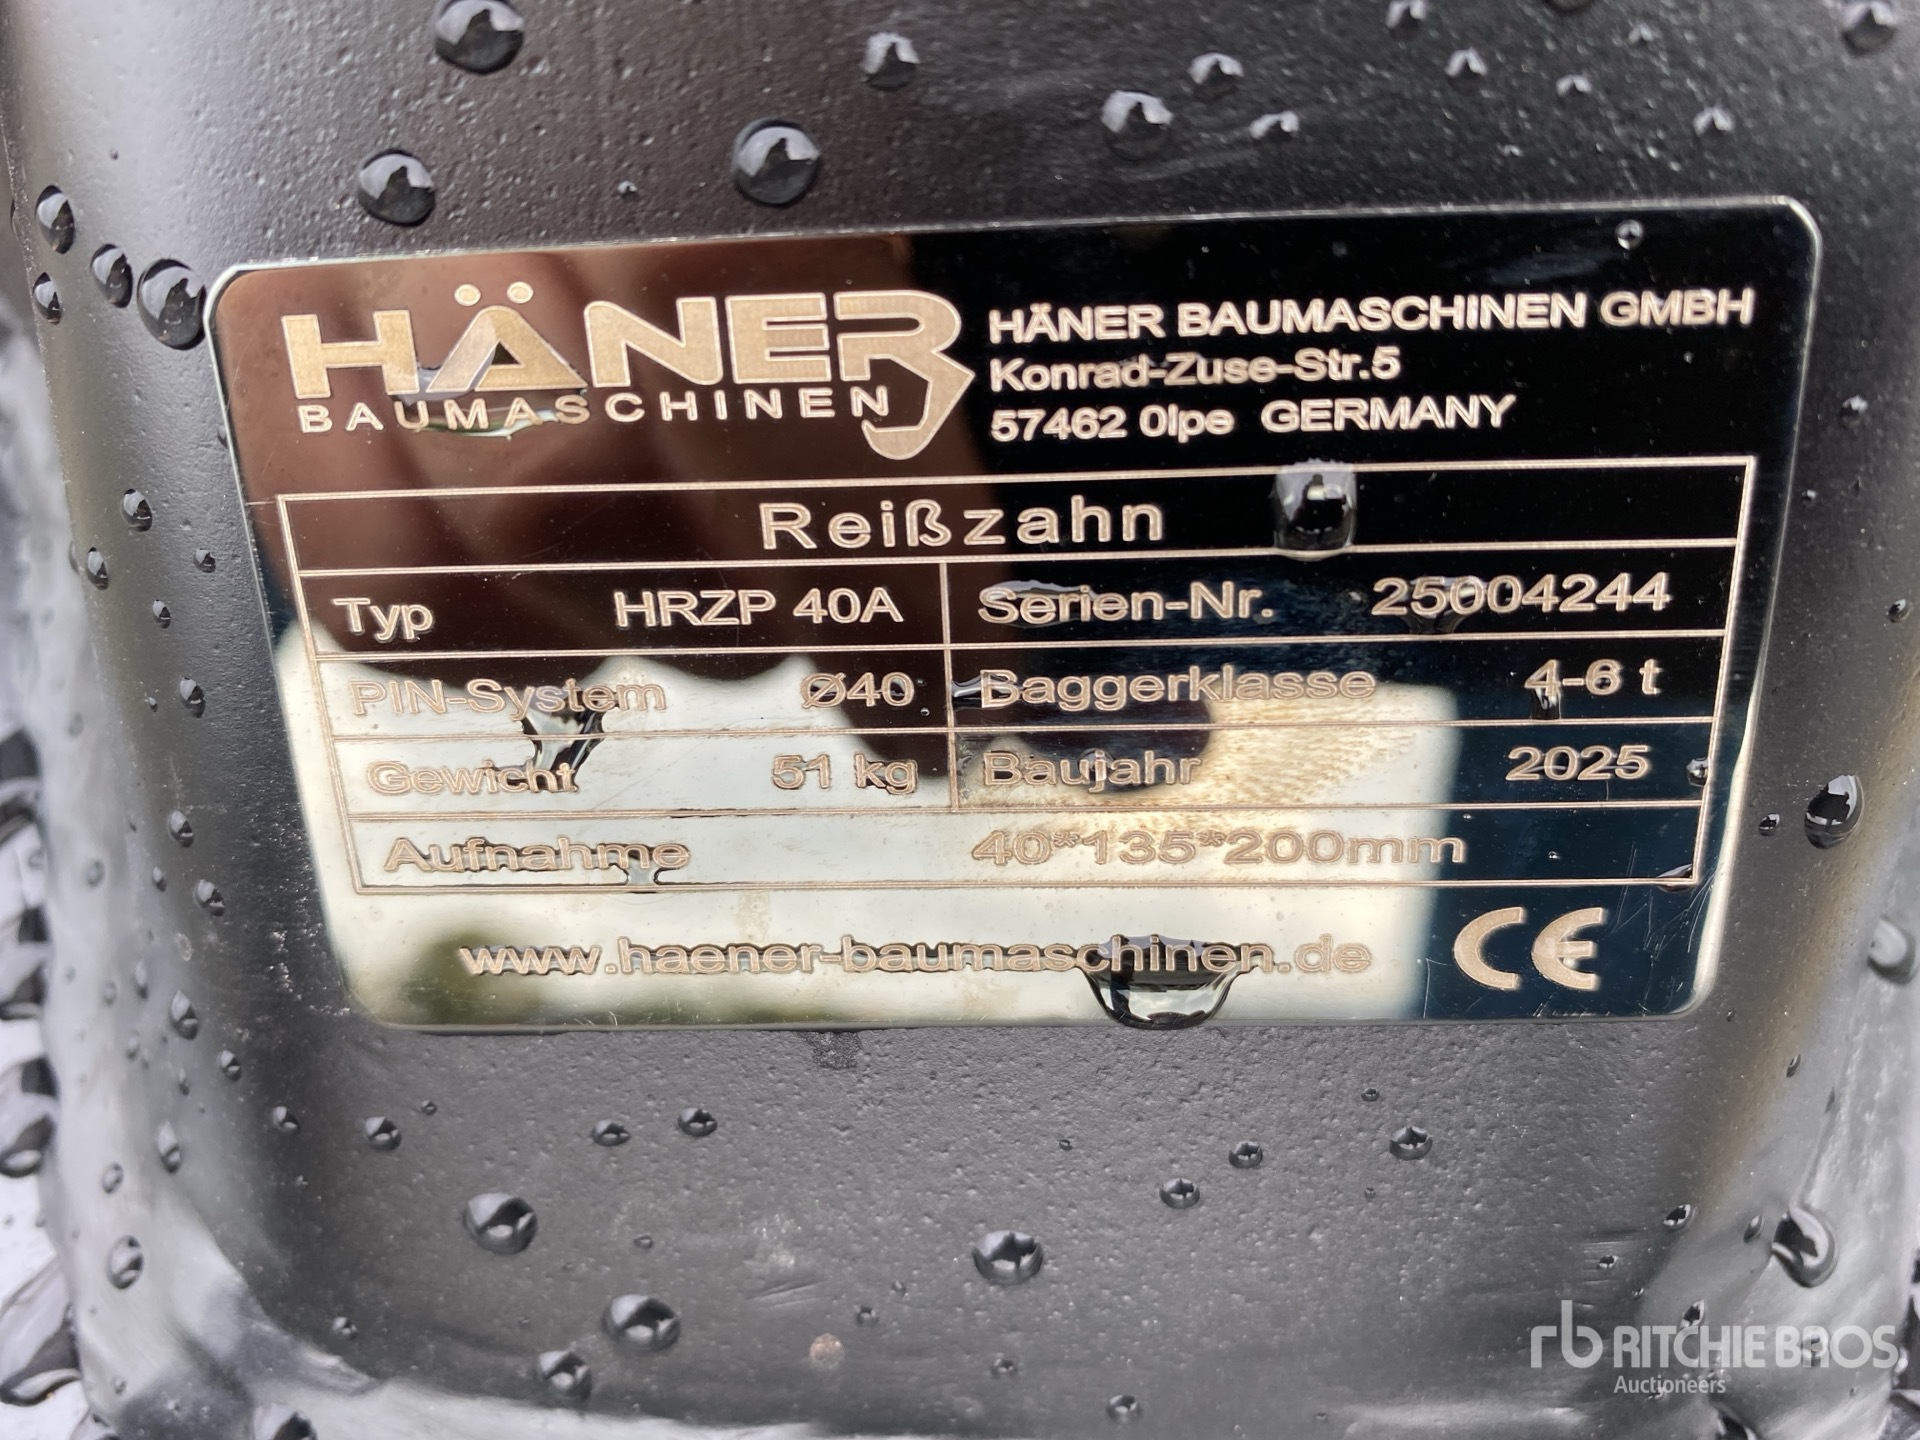 HÄNER
BAUMASCHINEN
HÄNER BAUMASCHINEN GMBH
Konrad-Zuse-Str.5
57462 Olpe GERMANY
Reißzahn
Typ HRZP 40A Serien-Nr. 25004244
PIN-System Ø40 Baggerklasse 4-6 t
Gewicht 51 kg Baujahr 2025
Aufnahme 40*135*200mm
www.haener-baumaschinen.de CE
rb RITCHIE BROS
Auctioneers